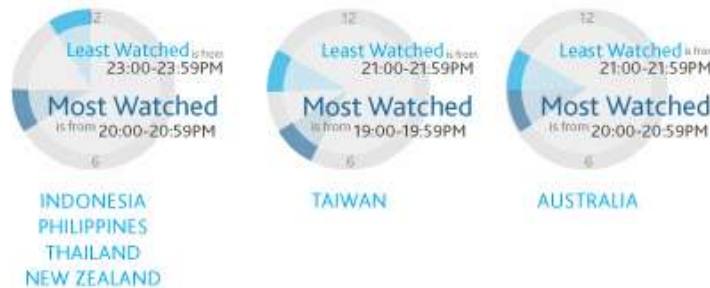 12
Least Watched is from
23:00-23:59PM
Most Watched
is from 20:00-20:59PM
6
INDONESIA
PHILIPPINES
THAILAND
NEW ZEALAND
12
Least Watched is from
21:00-21:59PM
Most Watched
is from 19:00-19:59PM
6
TAIWAN
12
Least Watched is from
21:00-21:59PM
Most Watched
is from 20:00-20:59PM
6
AUSTRALIA